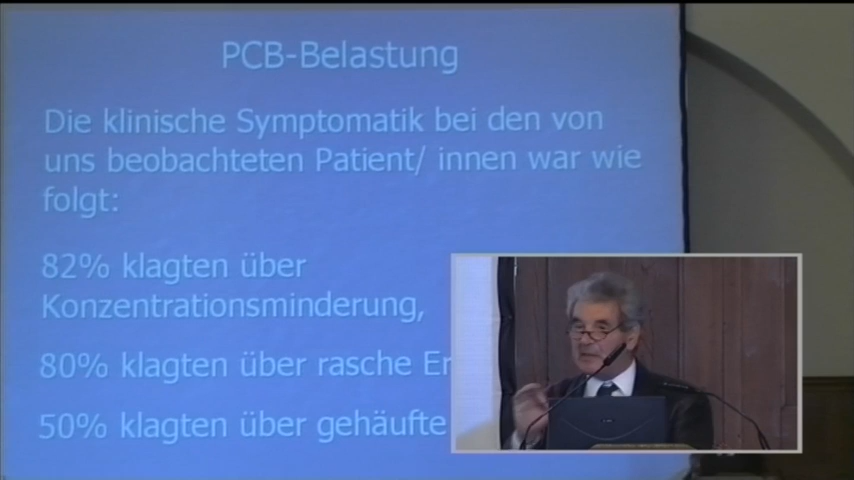 PCB-Belastung
Die klinische Symptomatik bei den von
uns beobachteten Patient/ innen war wie
folgt:
82% klagten über
Konzentrationsminderung,
80% klagten über rasche
50% klagten über gehäufte